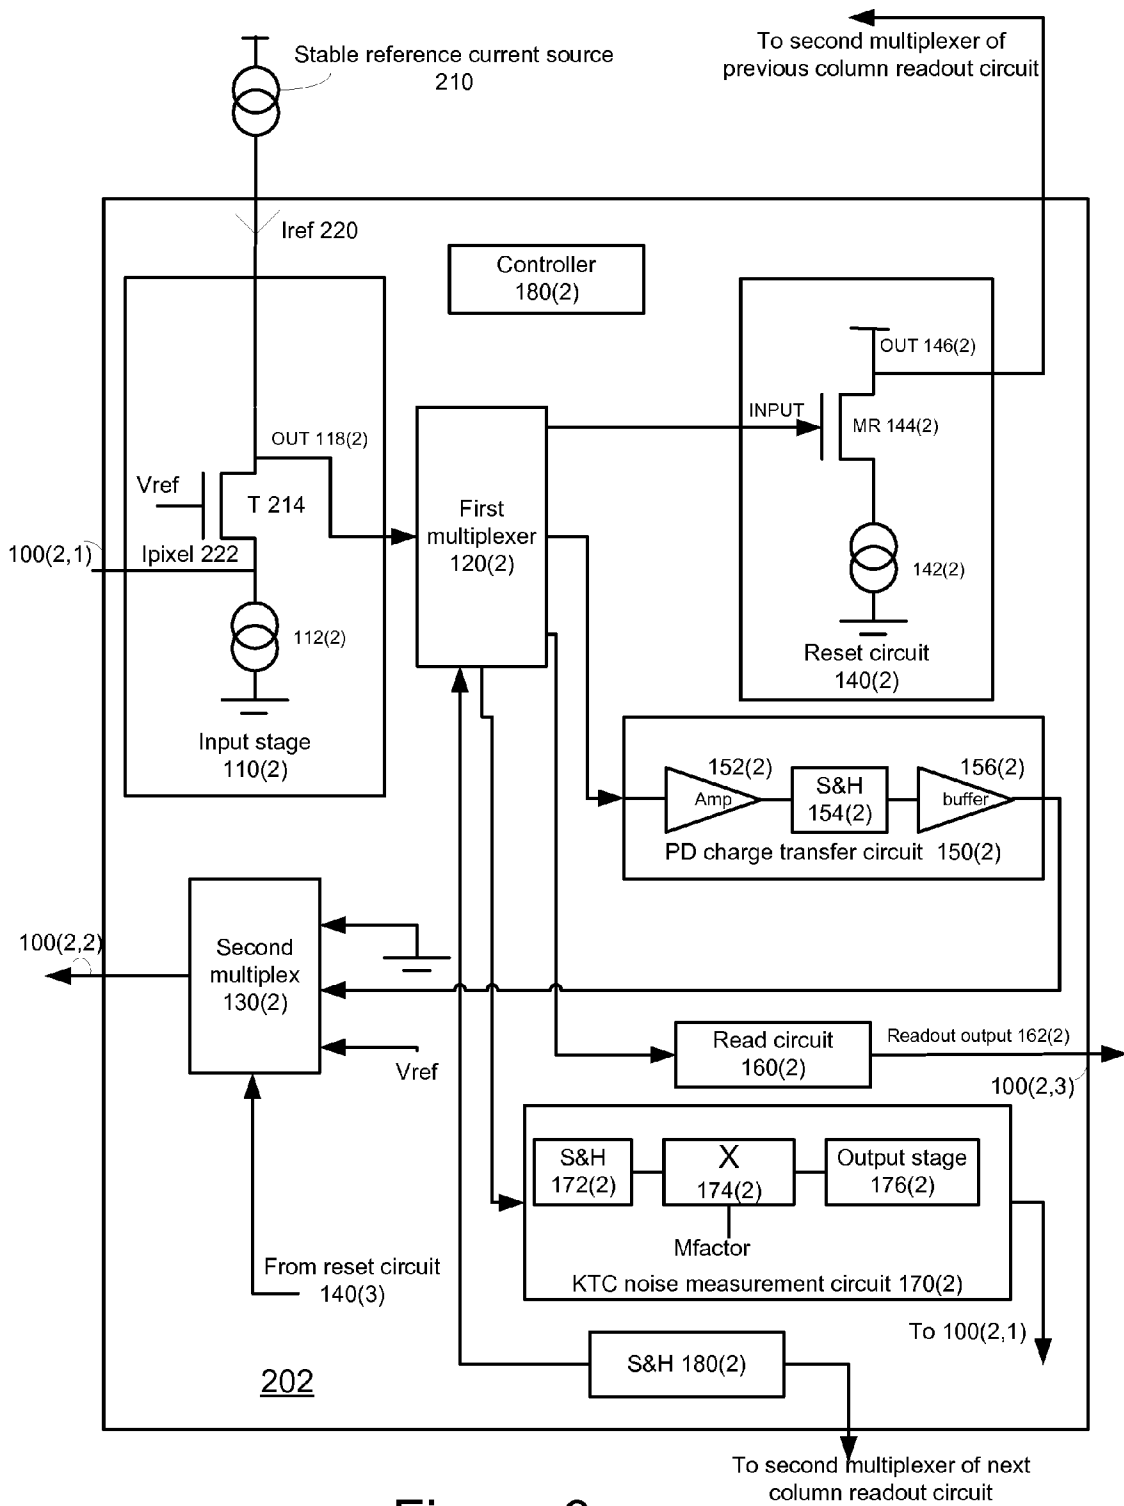 Stable reference current source
210
To second multiplexer of
previous column readout circuit
Iref 220
Controller
180(2)
OUT 146(2)
INPUT
MR 144(2)
OUT 118(2)
Vref
T 214
First
multiplexer
120(2)
100(2,1)
Ipixel 222
142(2)
112(2)
Reset circuit
140(2)
Input stage
110(2)
152(2)
156(2)
Amp
S&H
154(2)
buffer
PD charge transfer circuit 150(2)
100(2,2)
Second
multiplex
130(2)
Read circuit
160(2)
Readout output 162(2)
Vref
100(2,3)
S&H
172(2)
X
174(2)
Output stage
176(2)
Mfactor
From reset circuit
140(3)
KTC noise measurement circuit 170(2)
To 100(2,1)
S&H 180(2)
202
To second multiplexer of next
column readout circuit